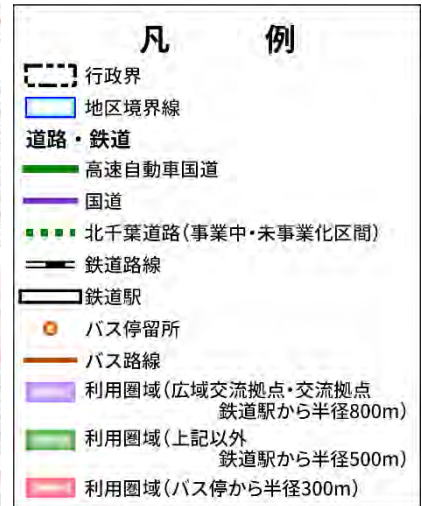 凡 例
行政界
地区境界線
道路・鉄道
高速自動車国道
国道
北千葉道路(事業中・未事業化区間)
鉄道路線
鉄道駅
バス停留所
バス路線
利用圏域(広域交流拠点・交流拠点
鉄道駅から半径800m)
利用圏域(上記以外
鉄道駅から半径500m)
利用圏域(バス停から半径300m)